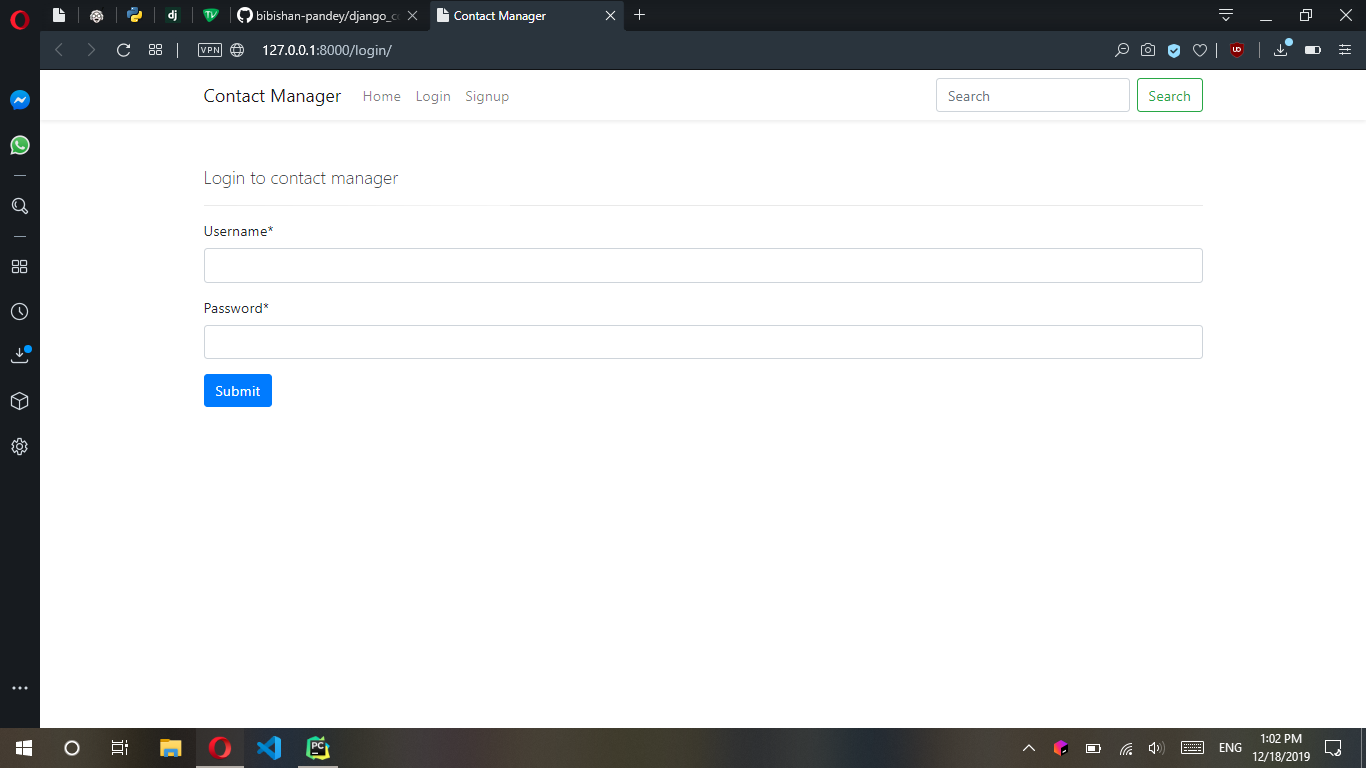 dj
TV
bibishan-pandey/django_c
Contact Manager
VPN
127.0.0.1:8000/login/
UD
Contact Manager
Home
Login
Signup
Search
Search
Login to contact manager
Username*
Password*
Submit
PC
ENG
1:02 PM
12/18/2019